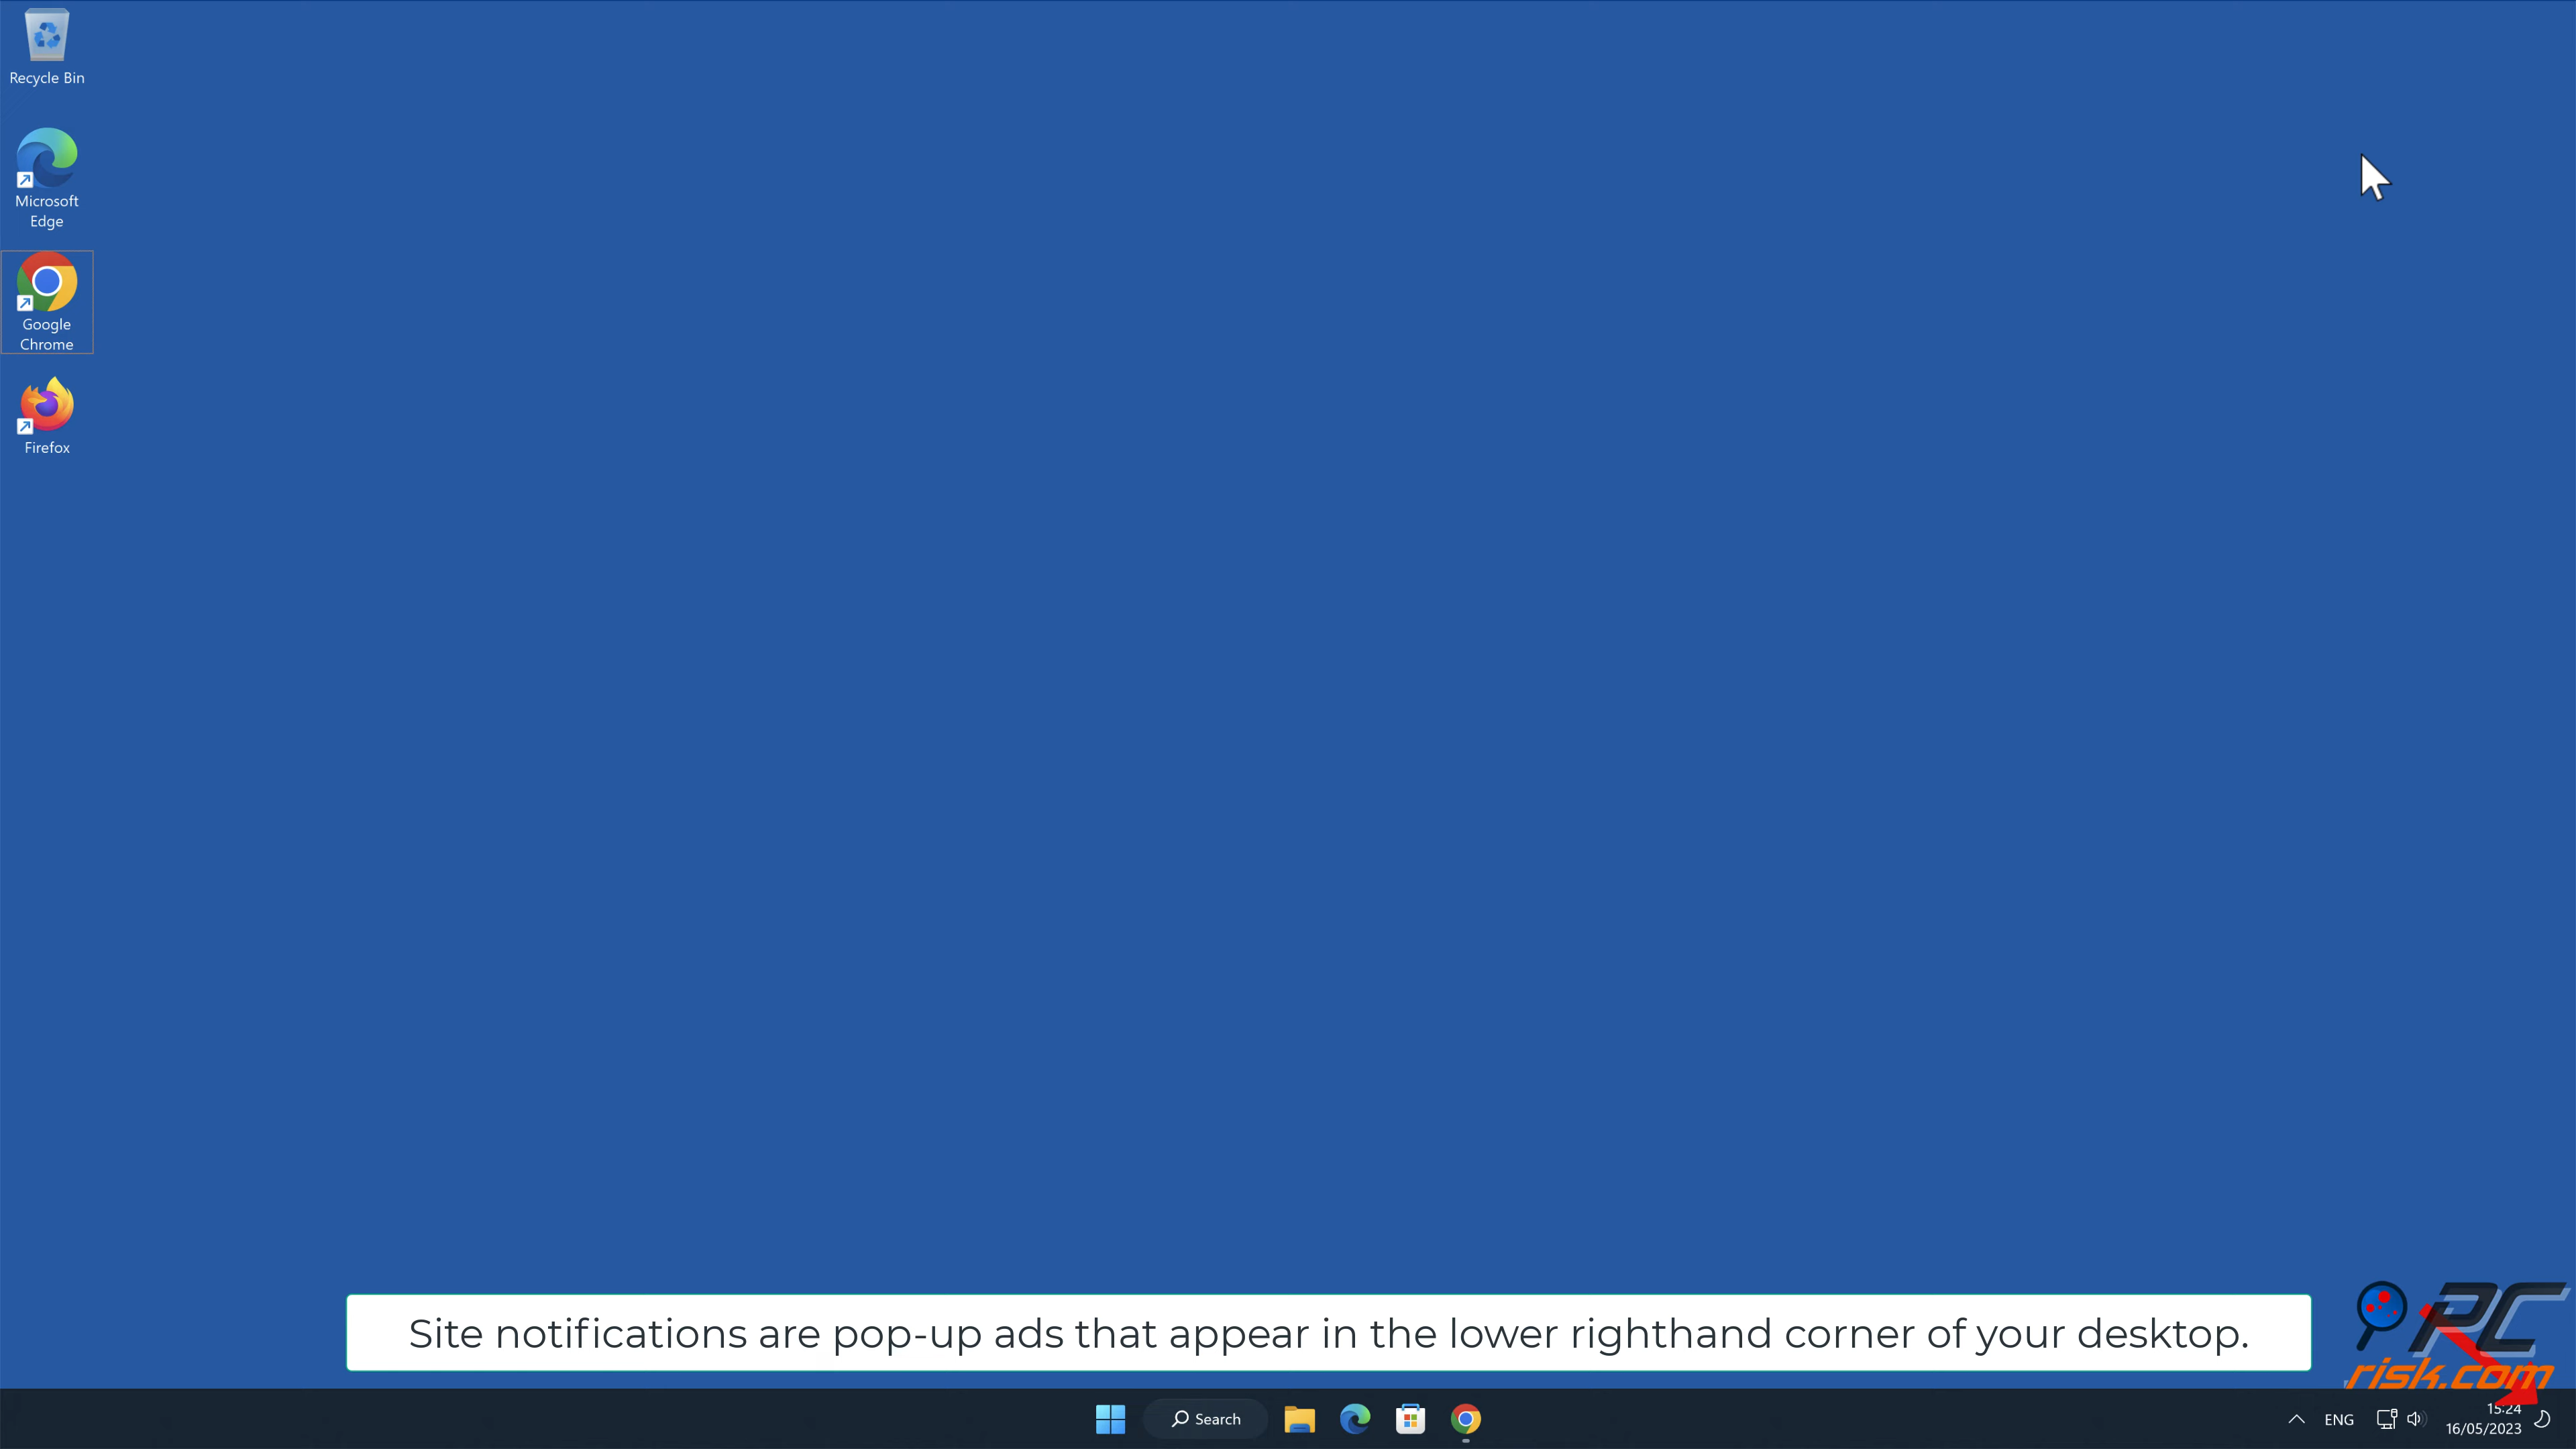 Recycle Bin
Microsoft
Edge
Google
Chrome
Firefox
Site notifications are pop-up ads that appear in the lower righthand corner of your desktop.
PC
risk.com
Search
ENG
15:24
16/05/2023